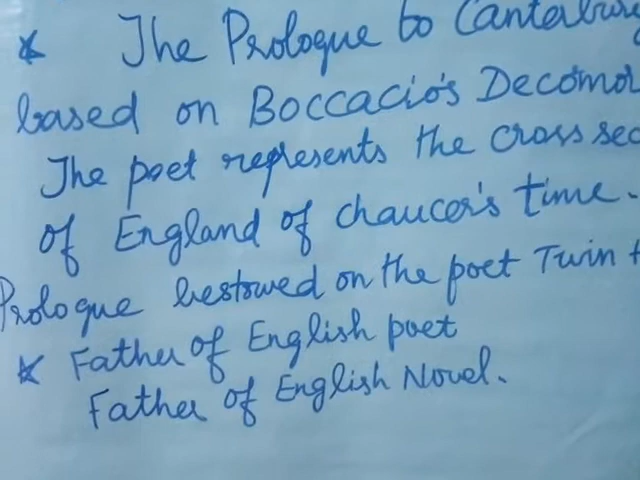 * The Prologue to Canterbury
based on Boccacio's Decomor
The poet represents the cross sec
of England of Chaucer's time.
Prologue bestowed on the poet Twin t
* Father of English poet
Father of English Novel.